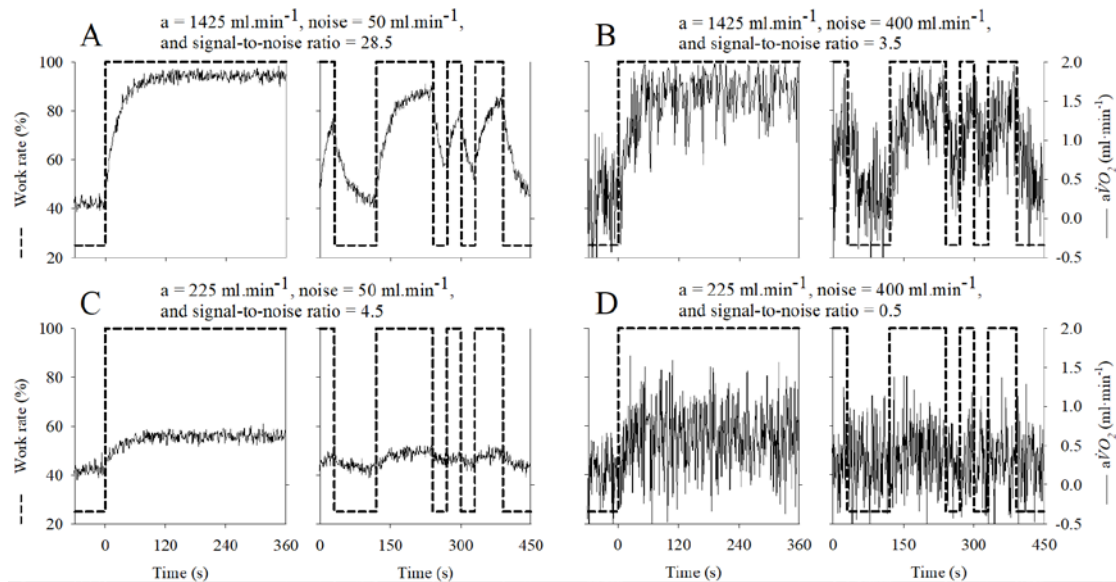 A
a = 1425 ml.min⁻¹, noise = 50 ml.min⁻¹,
and signal-to-noise ratio = 28.5
B
a = 1425 ml.min⁻¹, noise = 400 ml.min⁻¹,
and signal-to-noise ratio = 3.5
Work rate (%)
100
80
60
40
20
2.0
1.5
1.0
0.5
0.0
-0.5
aV̇O₂ (ml·min⁻¹)
C
a = 225 ml.min⁻¹, noise = 50 ml.min⁻¹,
and signal-to-noise ratio = 4.5
D
a = 225 ml.min⁻¹, noise = 400 ml.min⁻¹,
and signal-to-noise ratio = 0.5
Work rate (%)
100
80
60
40
20
2.0
1.5
1.0
0.5
0.0
-0.5
aV̇O₂ (ml·min⁻¹)
0 120 240 360
0 150 300 450
0 120 240 360
0 150 300 450
Time (s)
Time (s)
Time (s)
Time (s)